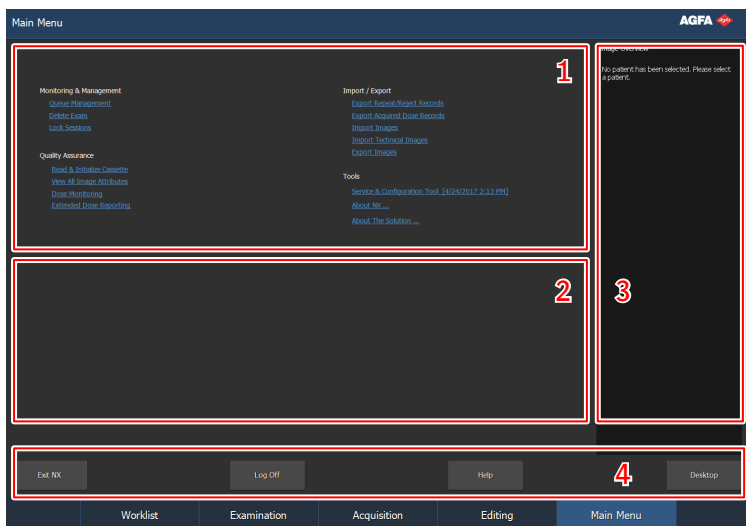 Main Menu
AGFA
1
Monitoring & Management
Queue Management
Delete Exam
Lock Sessions
Quality Assurance
Read & Initialize Cassette
View All Image Attributes
Dose Monitoring
Extended Dose Reporting
Import / Export
Export Repeat/Reject Records
Export Acquired Dose Records
Import Images
Import Technical Images
Export Images
Tools
Service & Configuration Tool [4/24/2017 2:13 PM]
About NX ...
About The Solution ...
Image Overview
No patient has been selected. Please select
a patient.
2
3
4
Exit NX
Log Off
Help
Desktop
Worklist
Examination
Acquisition
Editing
Main Menu